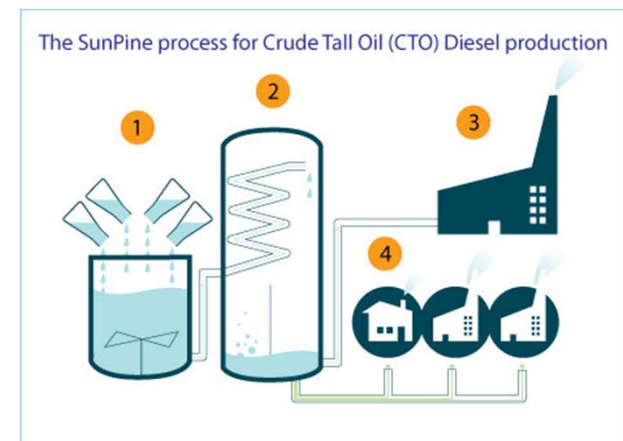 The SunPine process for Crude Tall Oil (CTO) Diesel production
1
2
3
4